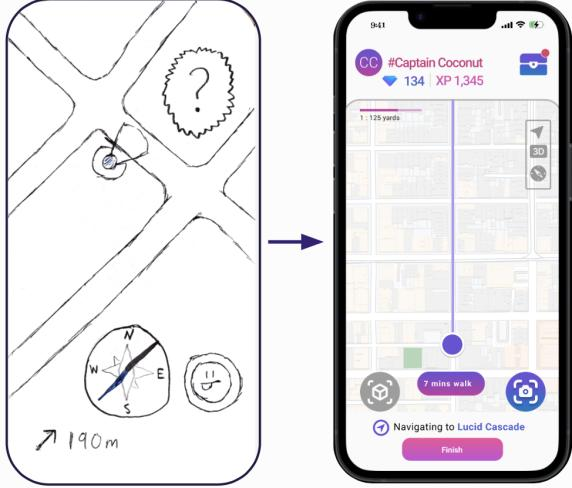 ?
N
W
E
S
190m
9:41
CC
#Captain Coconut
134 XP 1,345
1 : 125 yards
3D
7 mins walk
Navigating to Lucid Cascade
Finish